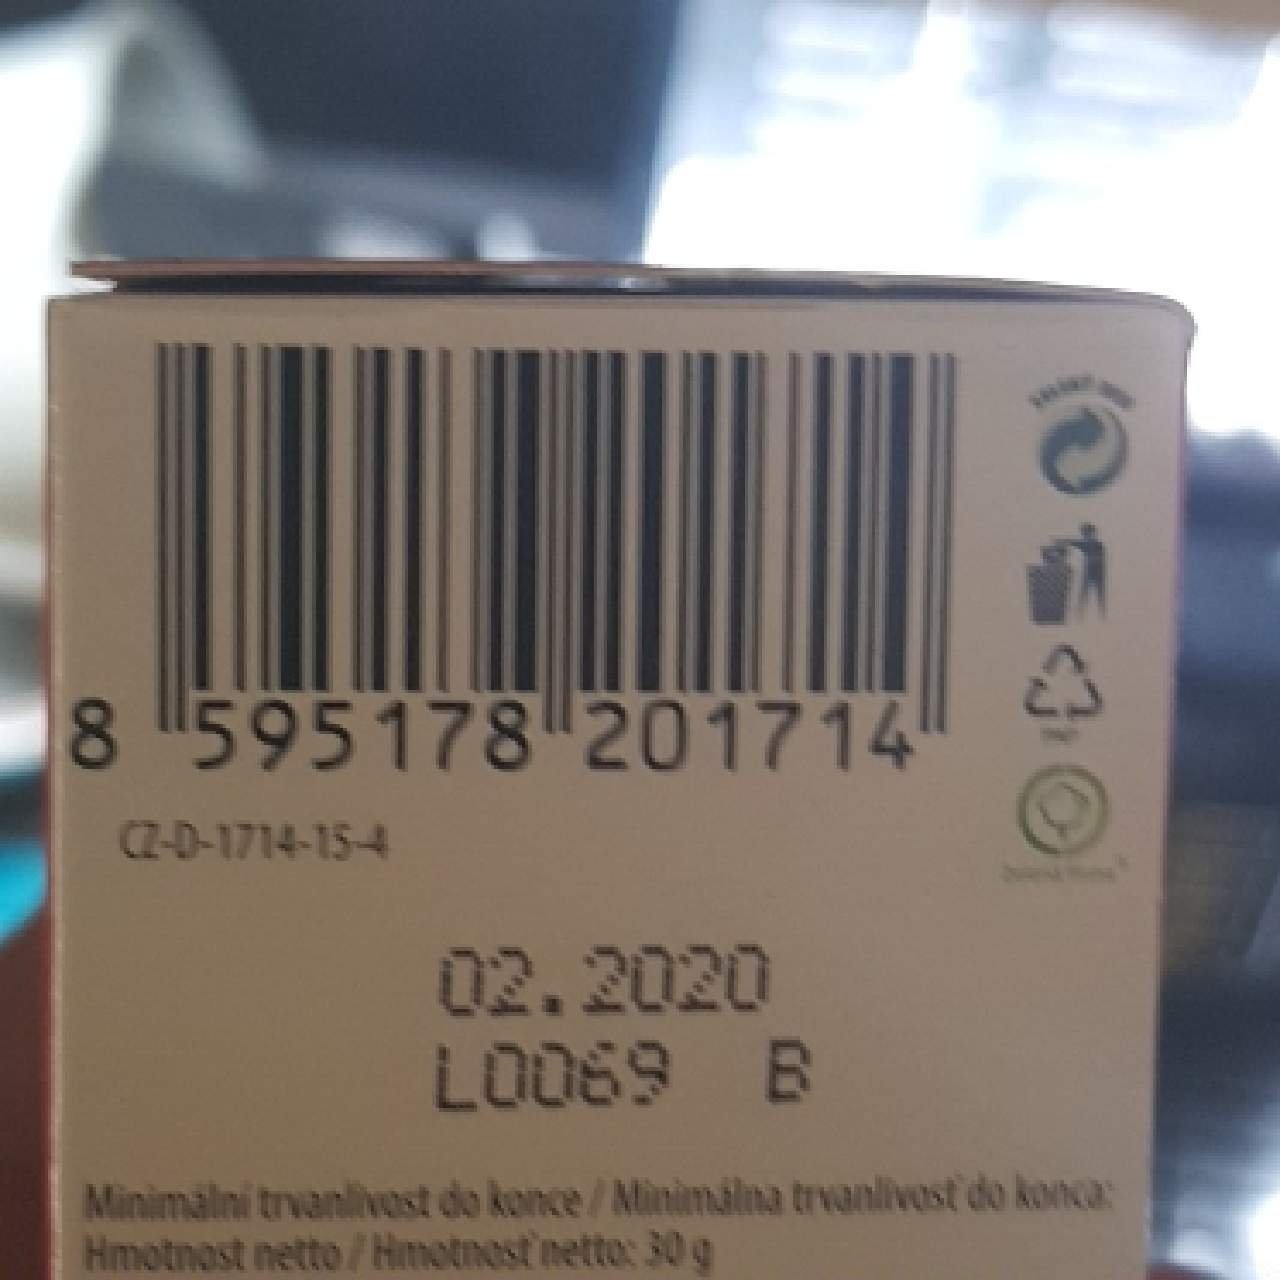 8 595178 201714
CZ-D-1714-15-4
02.2020
L0069 B
Minimální trvanlivost do konce / Minimálna trvanlivosť do konca:
Hmotnost netto / Hmotnosť netto: 30 g